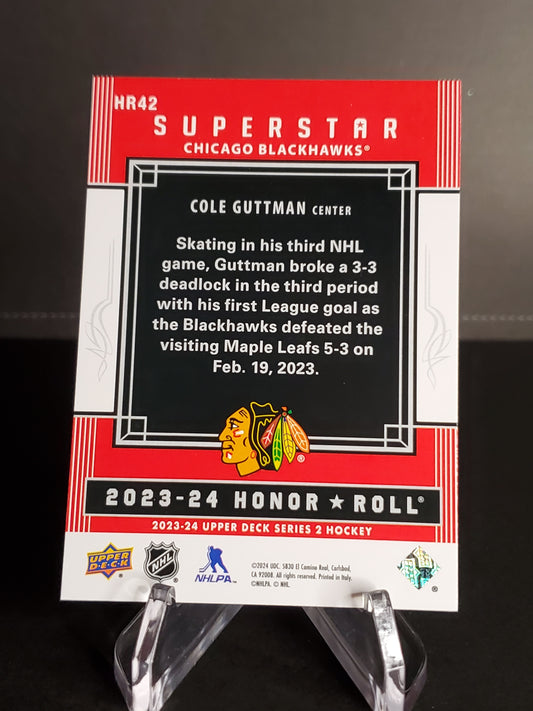 HR42
SUPERSTAR
CHICAGO BLACKHAWKS®
COLE GUTTMAN CENTER
Skating in his third NHL
game, Guttman broke a 3-3
deadlock in the third period
with his first League goal as
the Blackhawks defeated the
visiting Maple Leafs 5-3 on
Feb. 19, 2023.
®
2023-24 HONOR ★ ROLL®
2023-24 UPPER DECK SERIES 2 HOCKEY
UPPER DECK
NHL
NHLPA
©2024 UDC. 5830 El Camino Real, Carlsbad,
CA 92008. All rights reserved. Printed in Italy.
©NHLPA. © NHL.